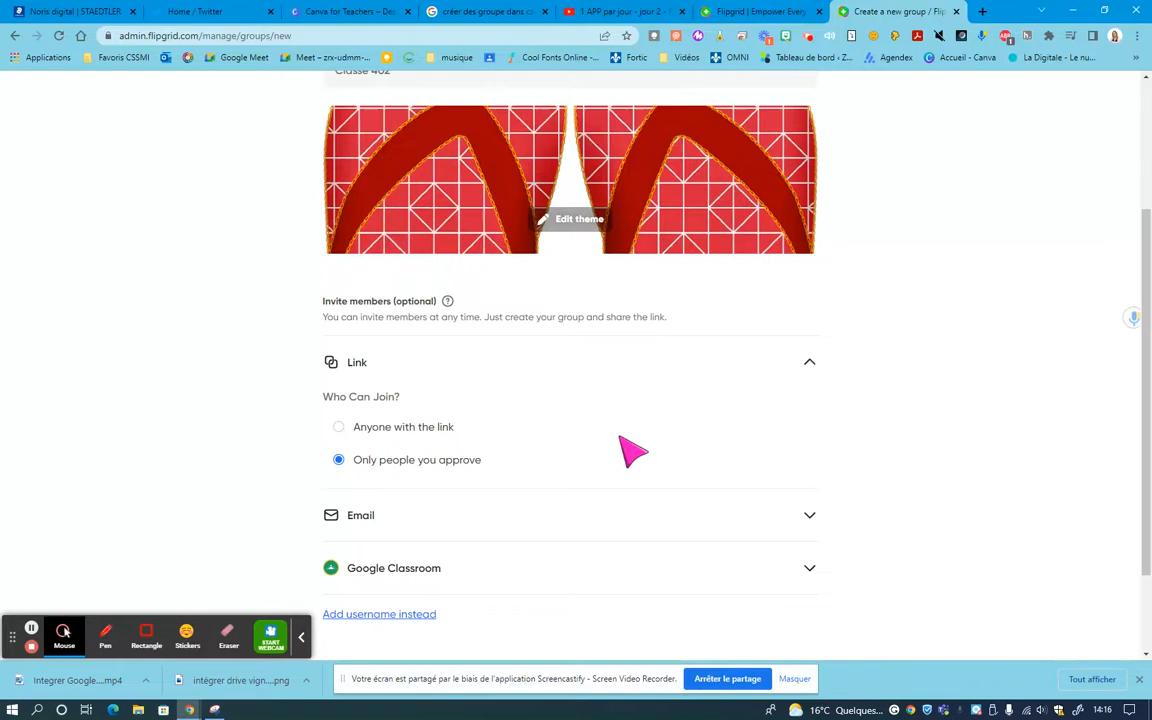 Noris digital | STAEDTLER
Home / Twitter
Canva for Teachers – Des
créer des groupe dans ca
1 APP par jour - jour 2 - F
Flipgrid | Empower Every
Create a new group / Flip
admin.flipgrid.com/manage/groups/new
Applications
Favoris CSSMI
Google Meet
Meet – zrx-udmm-...
musique
Cool Fonts Online -...
Fortic
Vidéos
OMNI
Tableau de bord ‹ Z...
Agendex
Accueil - Canva
La Digitale - Le nu...
Classe 402
Edit theme
Invite members (optional)
You can invite members at any time. Just create your group and share the link.
Link
Who Can Join?
Anyone with the link
Only people you approve
Email
Google Classroom
Add username instead
Mouse
Pen
Rectangle
Stickers
Eraser
START
WEBCAM
Integrer Google....mp4
intégrer drive vign....png
Votre écran est partagé par le biais de l'application Screencastify - Screen Video Recorder.
Arrêter le partage
Masquer
Tout afficher
16°C Quelques...
14:16